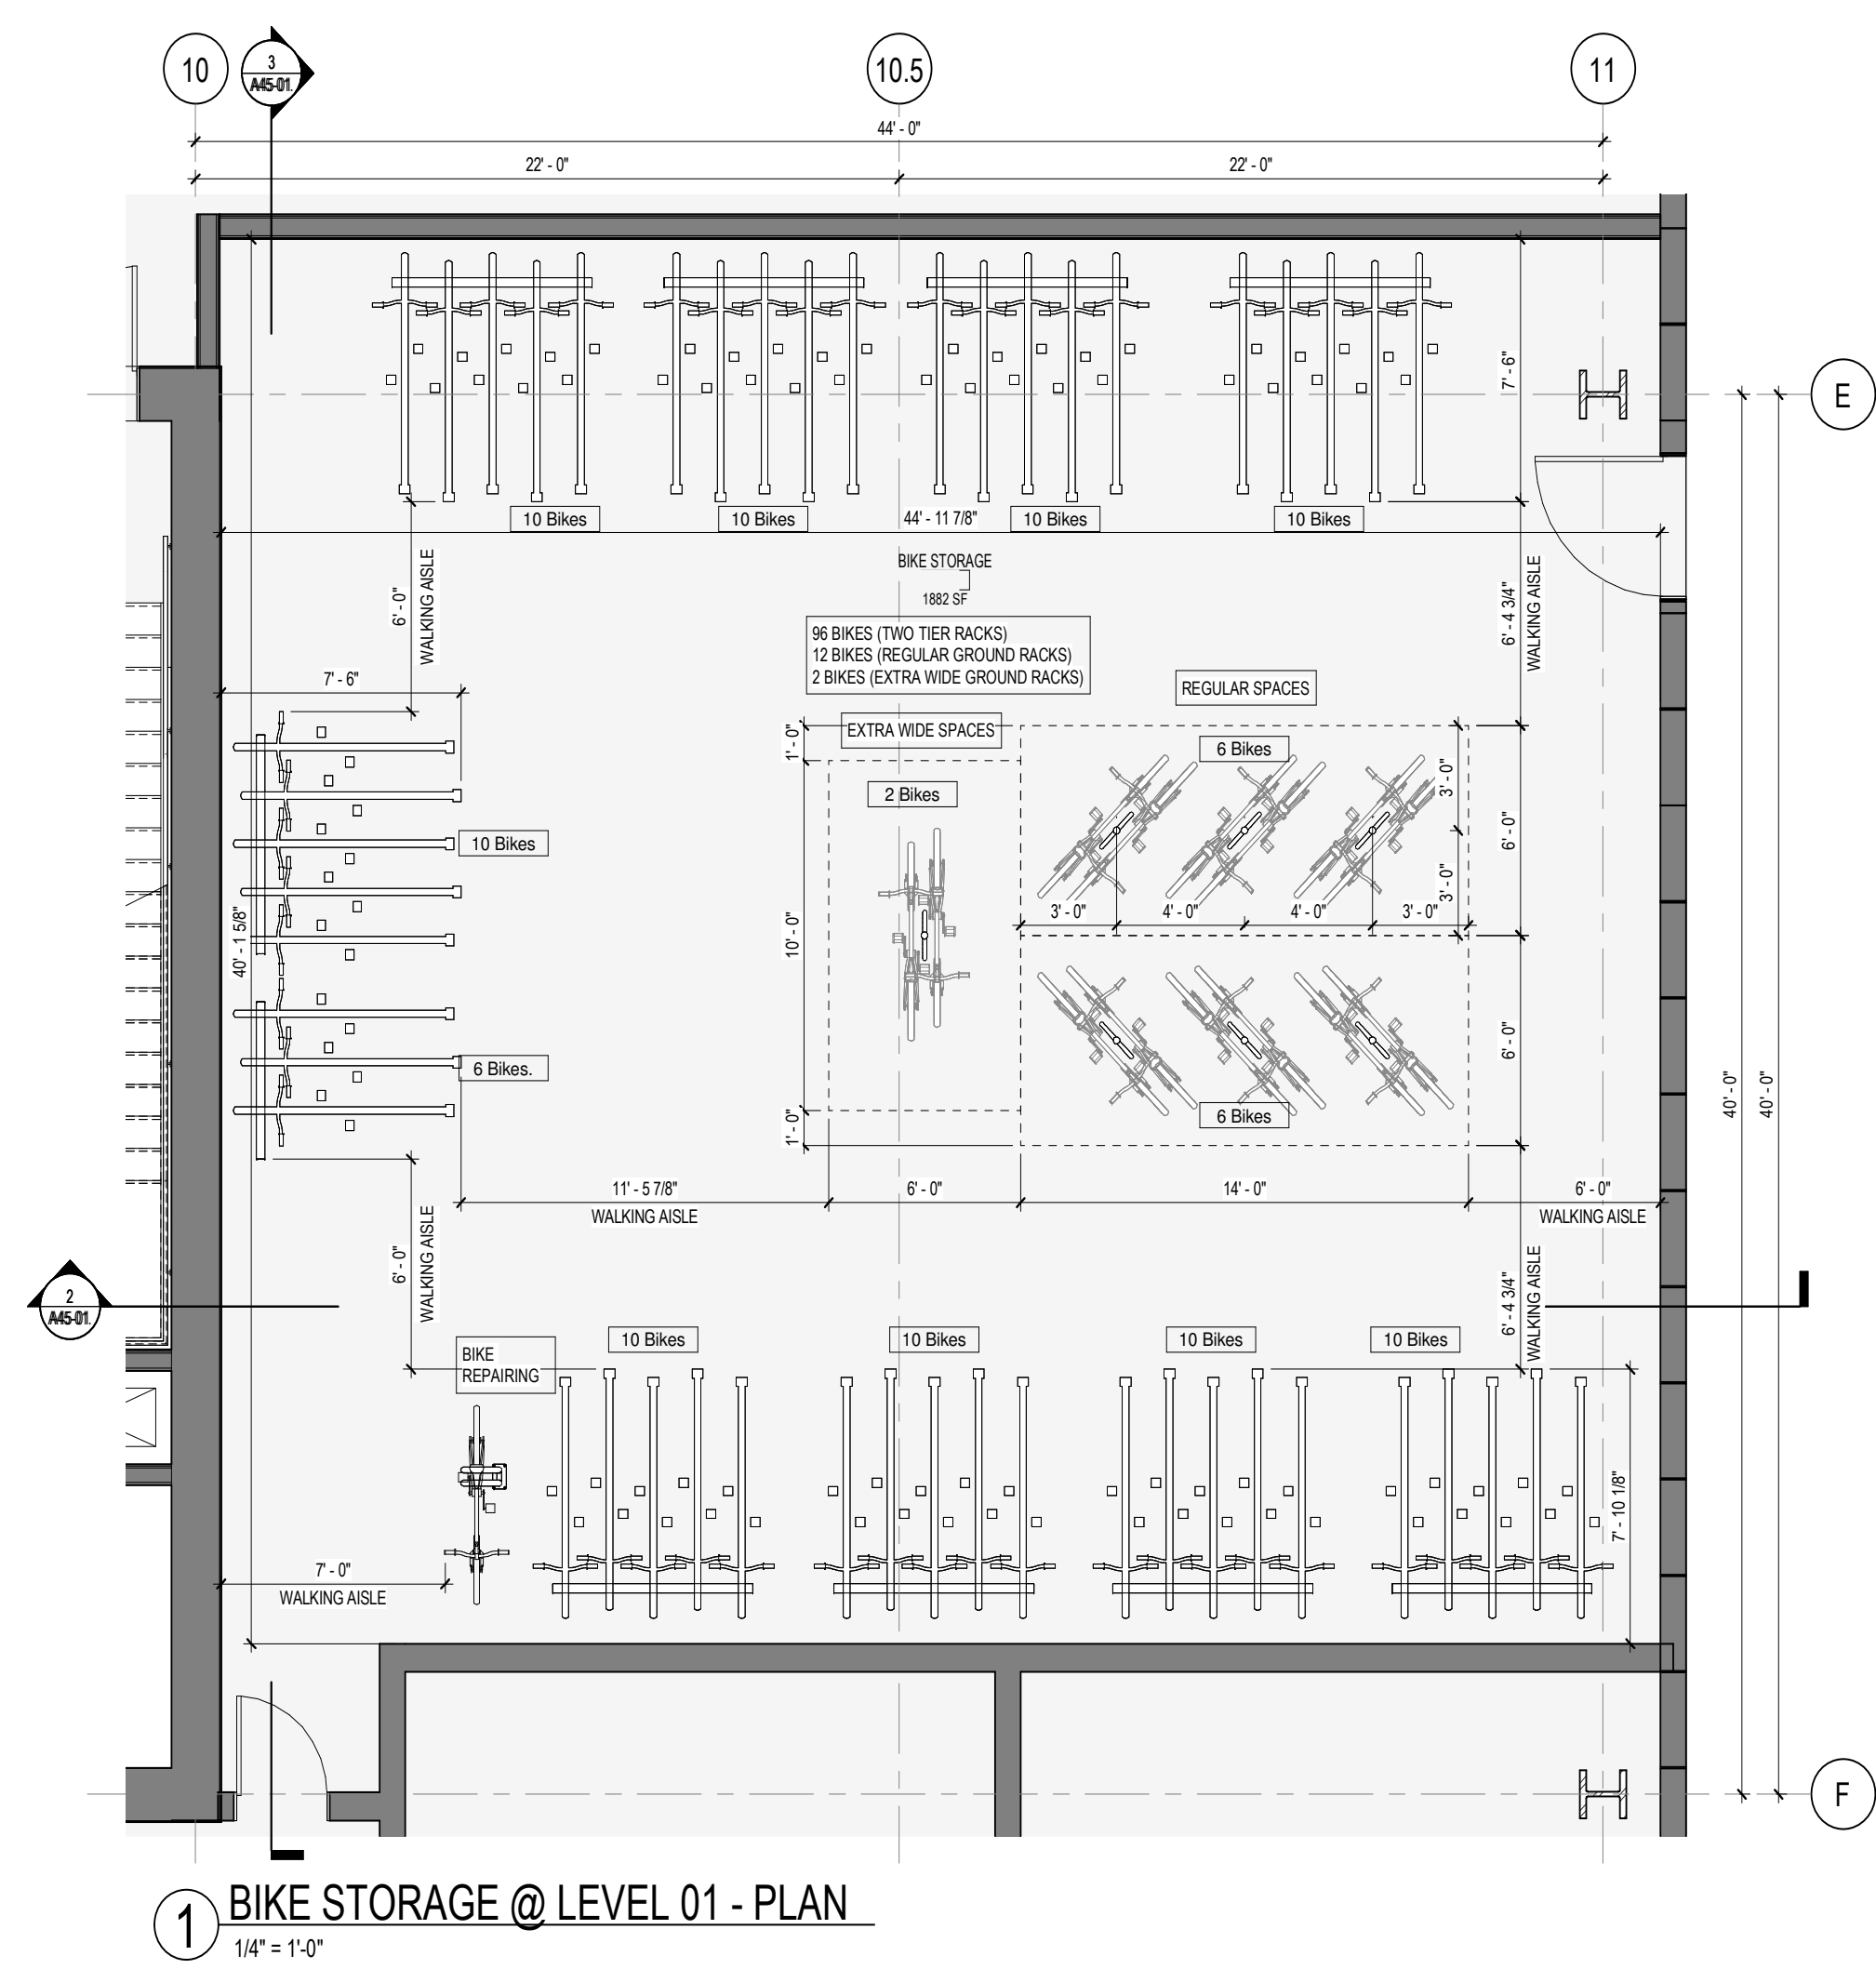 10
3
A45-01.
10.5
11
44' - 0"
22' - 0"
22' - 0"
7' - 6"
E
10 Bikes
10 Bikes
44' - 11 7/8"
10 Bikes
10 Bikes
BIKE STORAGE
1882 SF
6' - 0"
WALKING AISLE
6' - 4 3/4"
WALKING AISLE
96 BIKES (TWO TIER RACKS)
12 BIKES (REGULAR GROUND RACKS)
2 BIKES (EXTRA WIDE GROUND RACKS)
7' - 6"
REGULAR SPACES
EXTRA WIDE SPACES
1' - 0"
6 Bikes
2 Bikes
3' - 0"
6' - 0"
10 Bikes
3' - 0"
3' - 0"
4' - 0"
4' - 0"
3' - 0"
40' - 1 5/8"
10' - 0"
6' - 0"
6 Bikes.
6 Bikes
1' - 0"
40' - 0"
40' - 0"
11' - 5 7/8"
WALKING AISLE
6' - 0"
14' - 0"
6' - 0"
WALKING AISLE
6' - 0"
WALKING AISLE
6' - 4 3/4"
WALKING AISLE
2
A45-01.
10 Bikes
10 Bikes
10 Bikes
10 Bikes
BIKE
REPAIRING
7' - 10 1/8"
7' - 0"
WALKING AISLE
F
1
BIKE STORAGE @ LEVEL 01 - PLAN
1/4" = 1'-0"